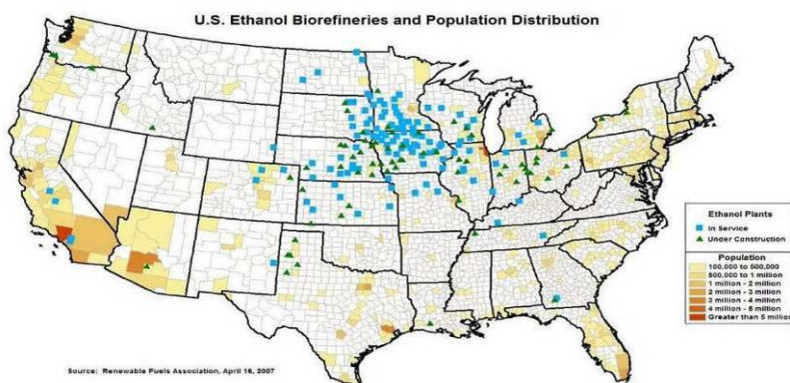 U.S. Ethanol Biorefineries and Population Distribution
Ethanol Plants
In Service
Under Construction
Population
100,000 to 500,000
500,000 to 1 million
1 million - 2 million
2 million - 3 million
3 million - 4 million
4 million - 5 million
Greater than 5 million
Source: Renewable Fuels Association, April 16, 2007